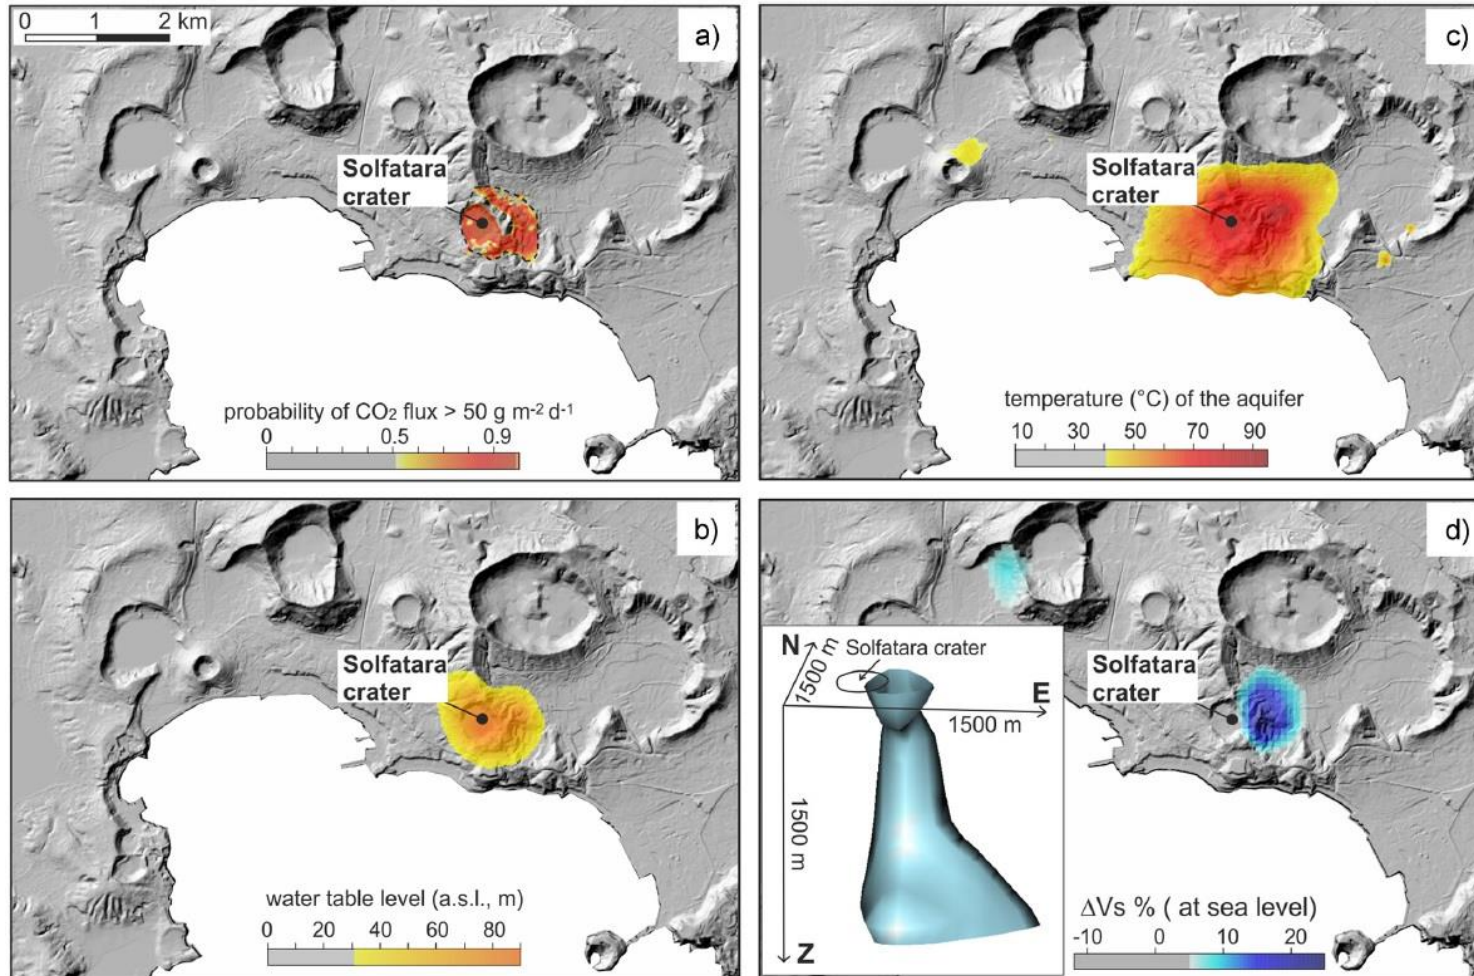 0 1 2 km
a)
Solfatara
crater
probability of CO₂ flux > 50 g m⁻² d⁻¹
0 0.5 0.9
c)
Solfatara
crater
temperature (°C) of the aquifer
10 30 50 70 90
b)
Solfatara
crater
water table level (a.s.l., m)
0 20 40 60 80
d)
Solfatara
crater
N
Solfatara crater
1500 m
E
1500 m
1500 m
Z
ΔVs % ( at sea level)
-10 0 10 20